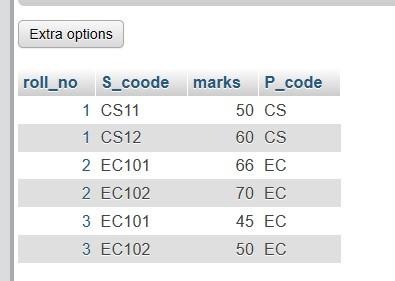 Extra options
roll_no S_coode marks P_code
1 CS11 50 CS
1 CS12 60 CS
2 EC101 66 EC
2 EC102 70 EC
3 EC101 45 EC
3 EC102 50 EC